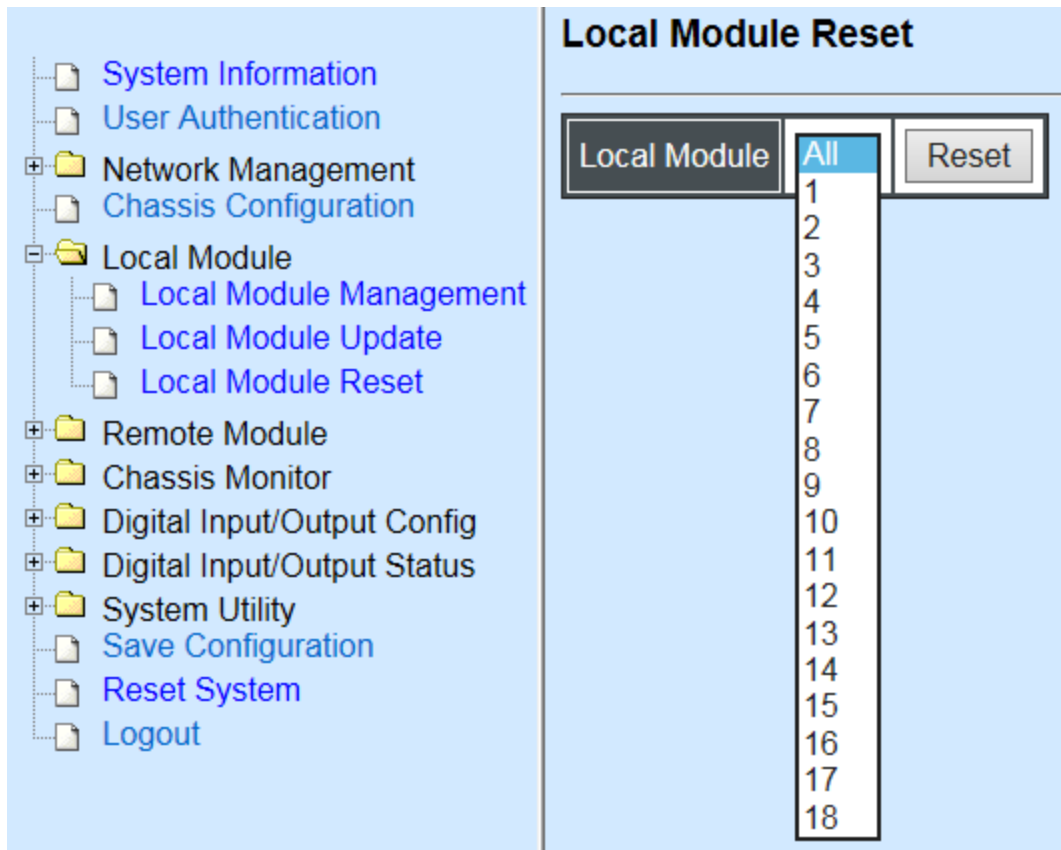 System Information
User Authentication
Network Management
Chassis Configuration
Local Module
Local Module Management
Local Module Update
Local Module Reset
Remote Module
Chassis Monitor
Digital Input/Output Config
Digital Input/Output Status
System Utility
Save Configuration
Reset System
Logout
Local Module Reset
Local Module All Reset
1
2
3
4
5
6
7
8
9
10
11
12
13
14
15
16
17
18